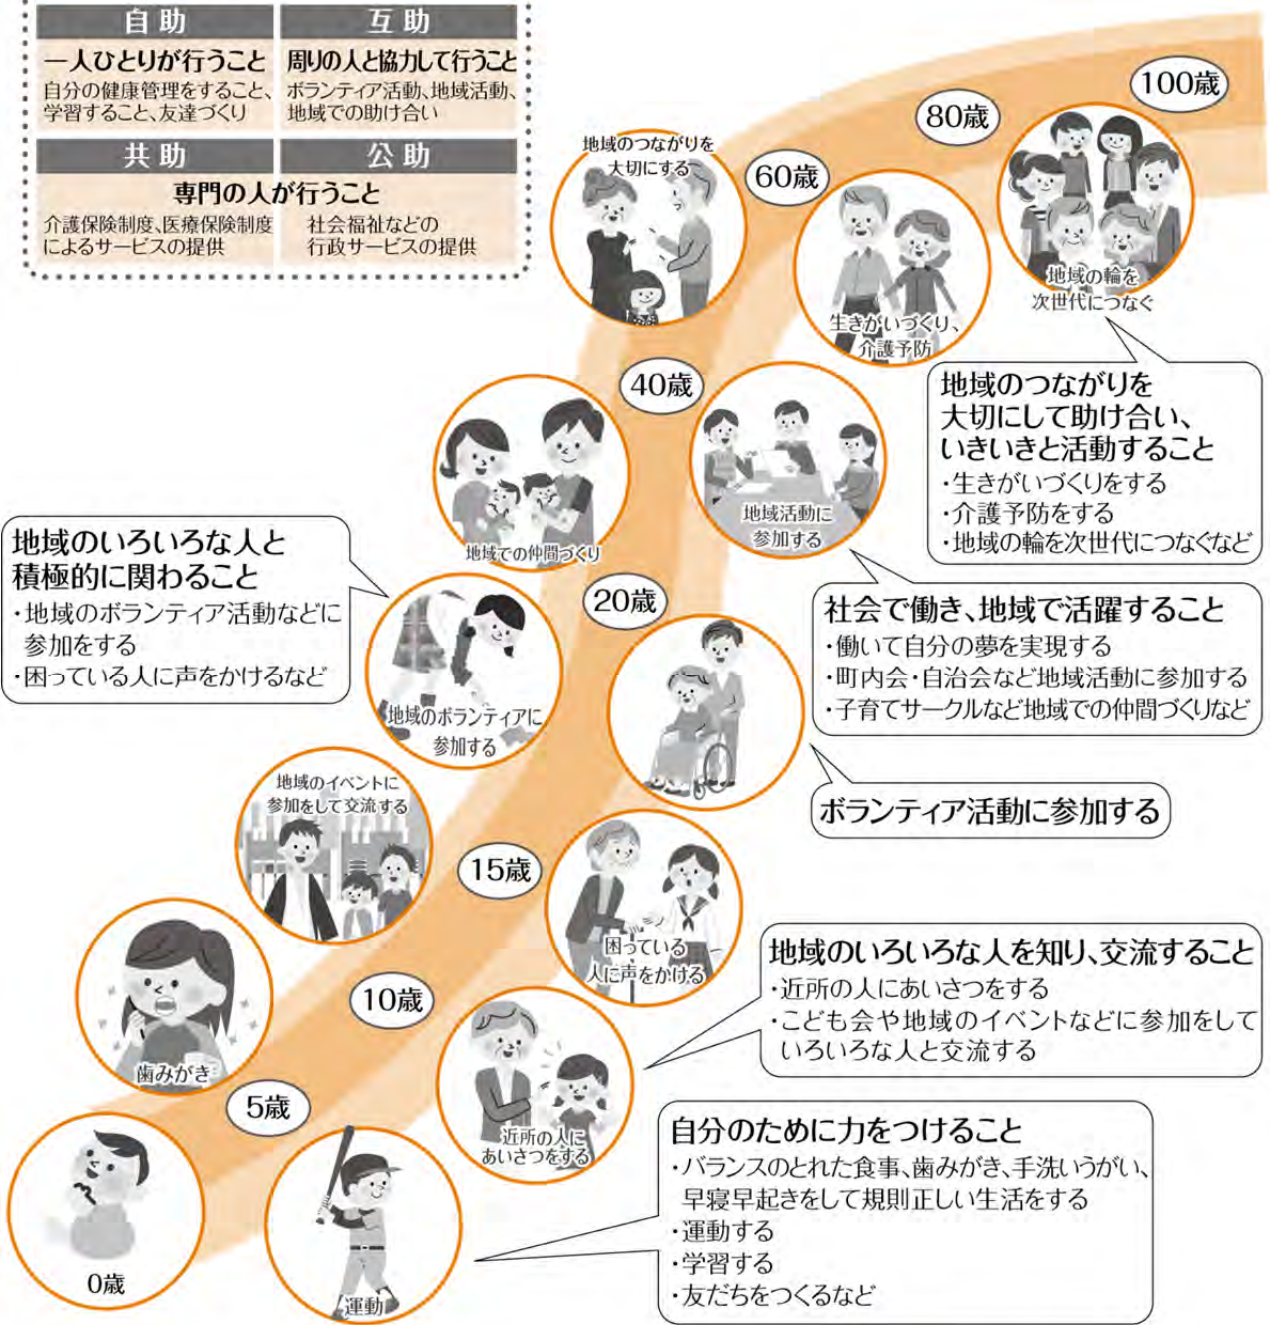 自助
一人ひとりが行うこと
自分の健康管理をすること、
学習すること、友達づくり
互助
周りの人と協力して行うこと
ボランティア活動、地域活動、
地域での助け合い
共助
公助
専門の人が行うこと
介護保険制度、医療保険制度
によるサービスの提供
社会福祉などの
行政サービスの提供
100歳
80歳
60歳
地域のつながりを
大切にする
生きがいづくり、
介護予防
地域の輪を
次世代につなぐ
地域のつながりを
大切にして助け合い、
いきいきと活動すること
・生きがいづくりをする
・介護予防をする
・地域の輪を次世代につなぐなど
40歳
地域での仲間づくり
地域活動に
参加する
社会で働き、地域で活躍すること
・働いて自分の夢を実現する
・町内会・自治会など地域活動に参加する
・子育てサークルなど地域での仲間づくりなど
地域のいろいろな人と
積極的に関わること
・地域のボランティア活動などに
参加をする
・困っている人に声をかけるなど
20歳
地域のボランティアに
参加する
ボランティア活動に参加する
地域のイベントに
参加をして交流する
15歳
困っている
人に声をかける
地域のいろいろな人を知り、交流すること
・近所の人にあいさつをする
・こども会や地域のイベントなどに参加をして
いろいろな人と交流する
10歳
歯みがき
近所の人に
あいさつをする
5歳
自分のために力をつけること
・バランスのとれた食事、歯みがき、手洗いうがい、
早寝早起きをして規則正しい生活をする
・運動する
・学習する
・友だちをつくるなど
0歳
運動